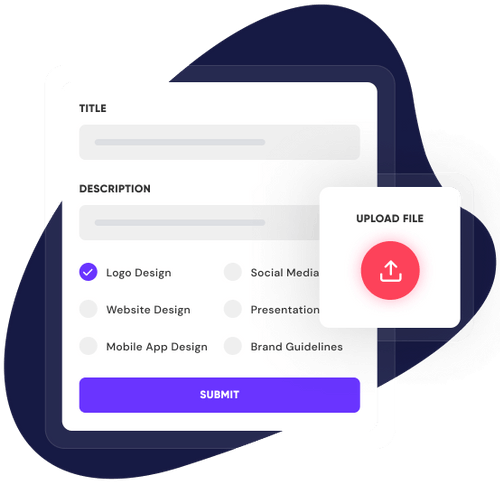 TITLE
DESCRIPTION
UPLOAD FILE
Logo Design
Social Media
Website Design
Presentation
Mobile App Design
Brand Guidelines
SUBMIT